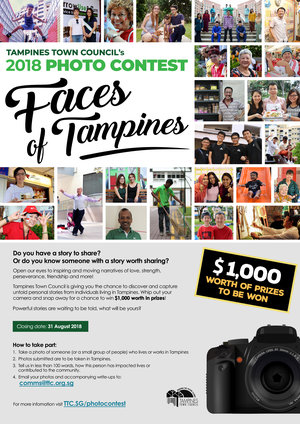 TAMPINES TOWN COUNCIL's
2018 PHOTO CONTEST
Faces
of Tampines
Do you have a story to share?
Or do you know someone with a story worth sharing?
Open our eyes to inspiring and moving narratives of love, strength,
perseverance, friendship and more!
Tampines Town Council is giving you the chance to discover and capture
untold personal stories from individuals living in Tampines. Whip out your
camera and snap away for a chance to win $1,000 worth in prizes!
Powerful stories are waiting to be told, what will be yours?
$1,000
WORTH OF PRIZES
TO BE WON
Closing date: 31 August 2018
How to take part:
1. Take a photo of someone (or a small group of people) who lives or works in Tampines
2. Photos submitted are to be taken in Tampines.
3. Tell us in less than 100 words, how this person has impacted lives or
contributed to the community.
4. Email your photos and accompanying write-ups to:
comms@ttc.org.sg
For more information visit TTC.SG/photocontest
TAMPINES
TOWN COUNCIL